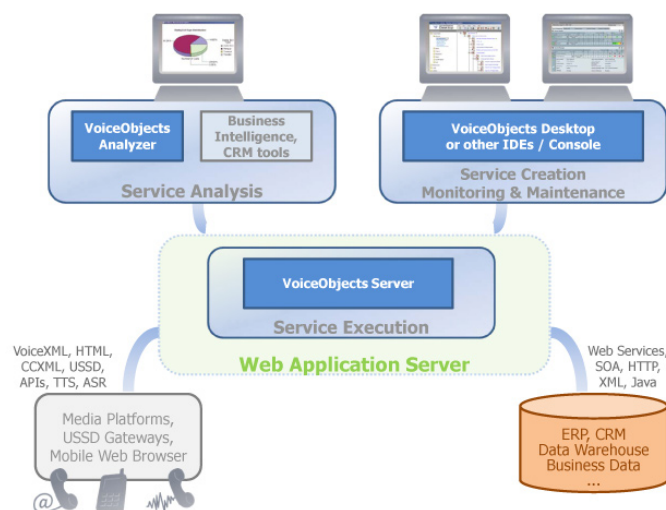 VoiceObjects
Analyzer
Business
Intelligence,
CRM tools
Service Analysis
VoiceObjects Desktop
or other IDEs / Console
Service Creation
Monitoring & Maintenance
VoiceObjects Server
Service Execution
Web Application Server
VoiceXML, HTML,
CCXML, USSD,
APIs, TTS, ASR
Media Platforms,
USSD Gateways,
Mobile Web Browser
@
Web Services,
SOA, HTTP,
XML, Java
ERP, CRM
Data Warehouse
Business Data
...